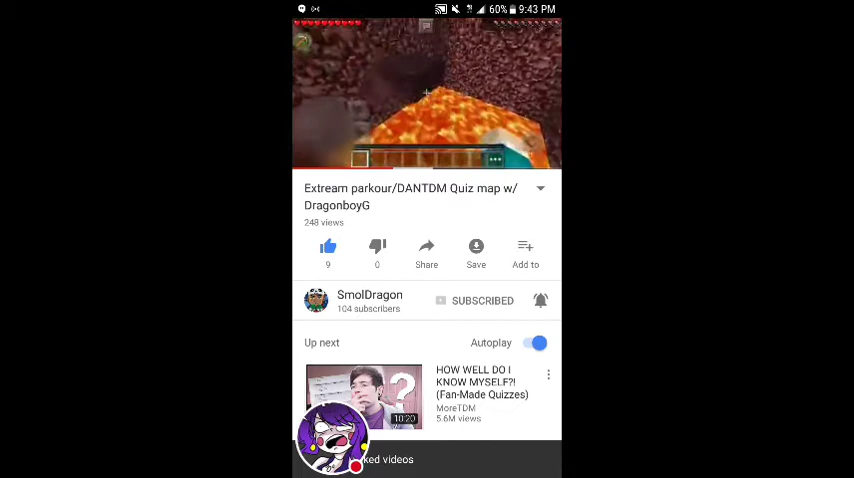 60% 9:43 PM
Extream parkour/DANTDM Quiz map w/
DragonboyG
248 views
9
0
Share
Save
Add to
SmolDragon
104 subscribers
SUBSCRIBED
Up next
Autoplay
HOW WELL DO I
KNOW MYSELF?!
(Fan-Made Quizzes)
MoreTDM
5.6M views
10:20
videos